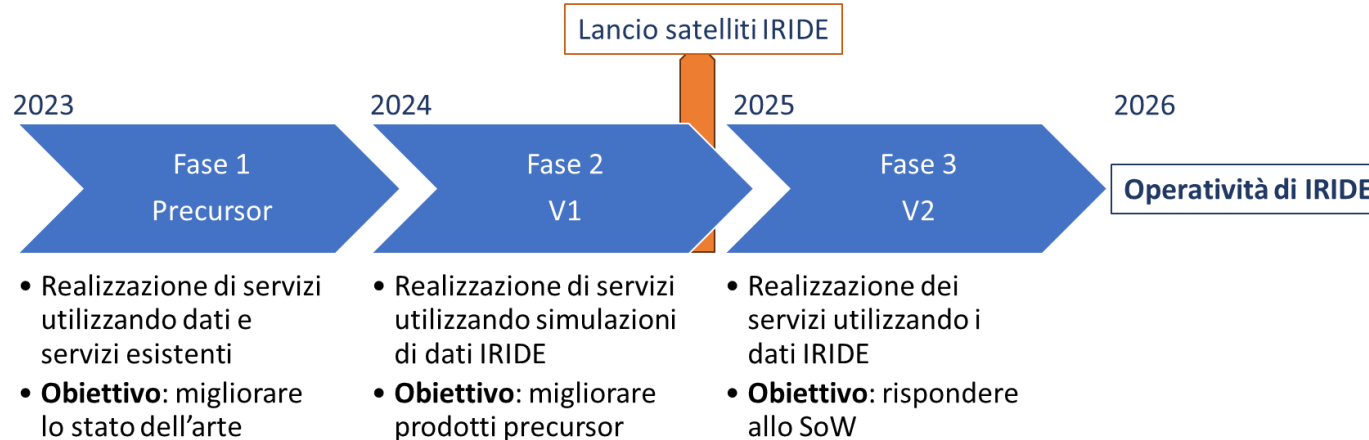 Lancio satelliti IRIDE
2023
2024
2025
2026
Fase 1
Precursor
Fase 2
V1
Fase 3
V2
Operatività di IRIDE
• Realizzazione di servizi
utilizzando dati e
servizi esistenti
• Obiettivo: migliorare
lo stato dell'arte
• Realizzazione di servizi
utilizzando simulazioni
di dati IRIDE
• Obiettivo: migliorare
prodotti precursor
• Realizzazione dei
servizi utilizzando i
dati IRIDE
• Obiettivo: rispondere
allo SoW